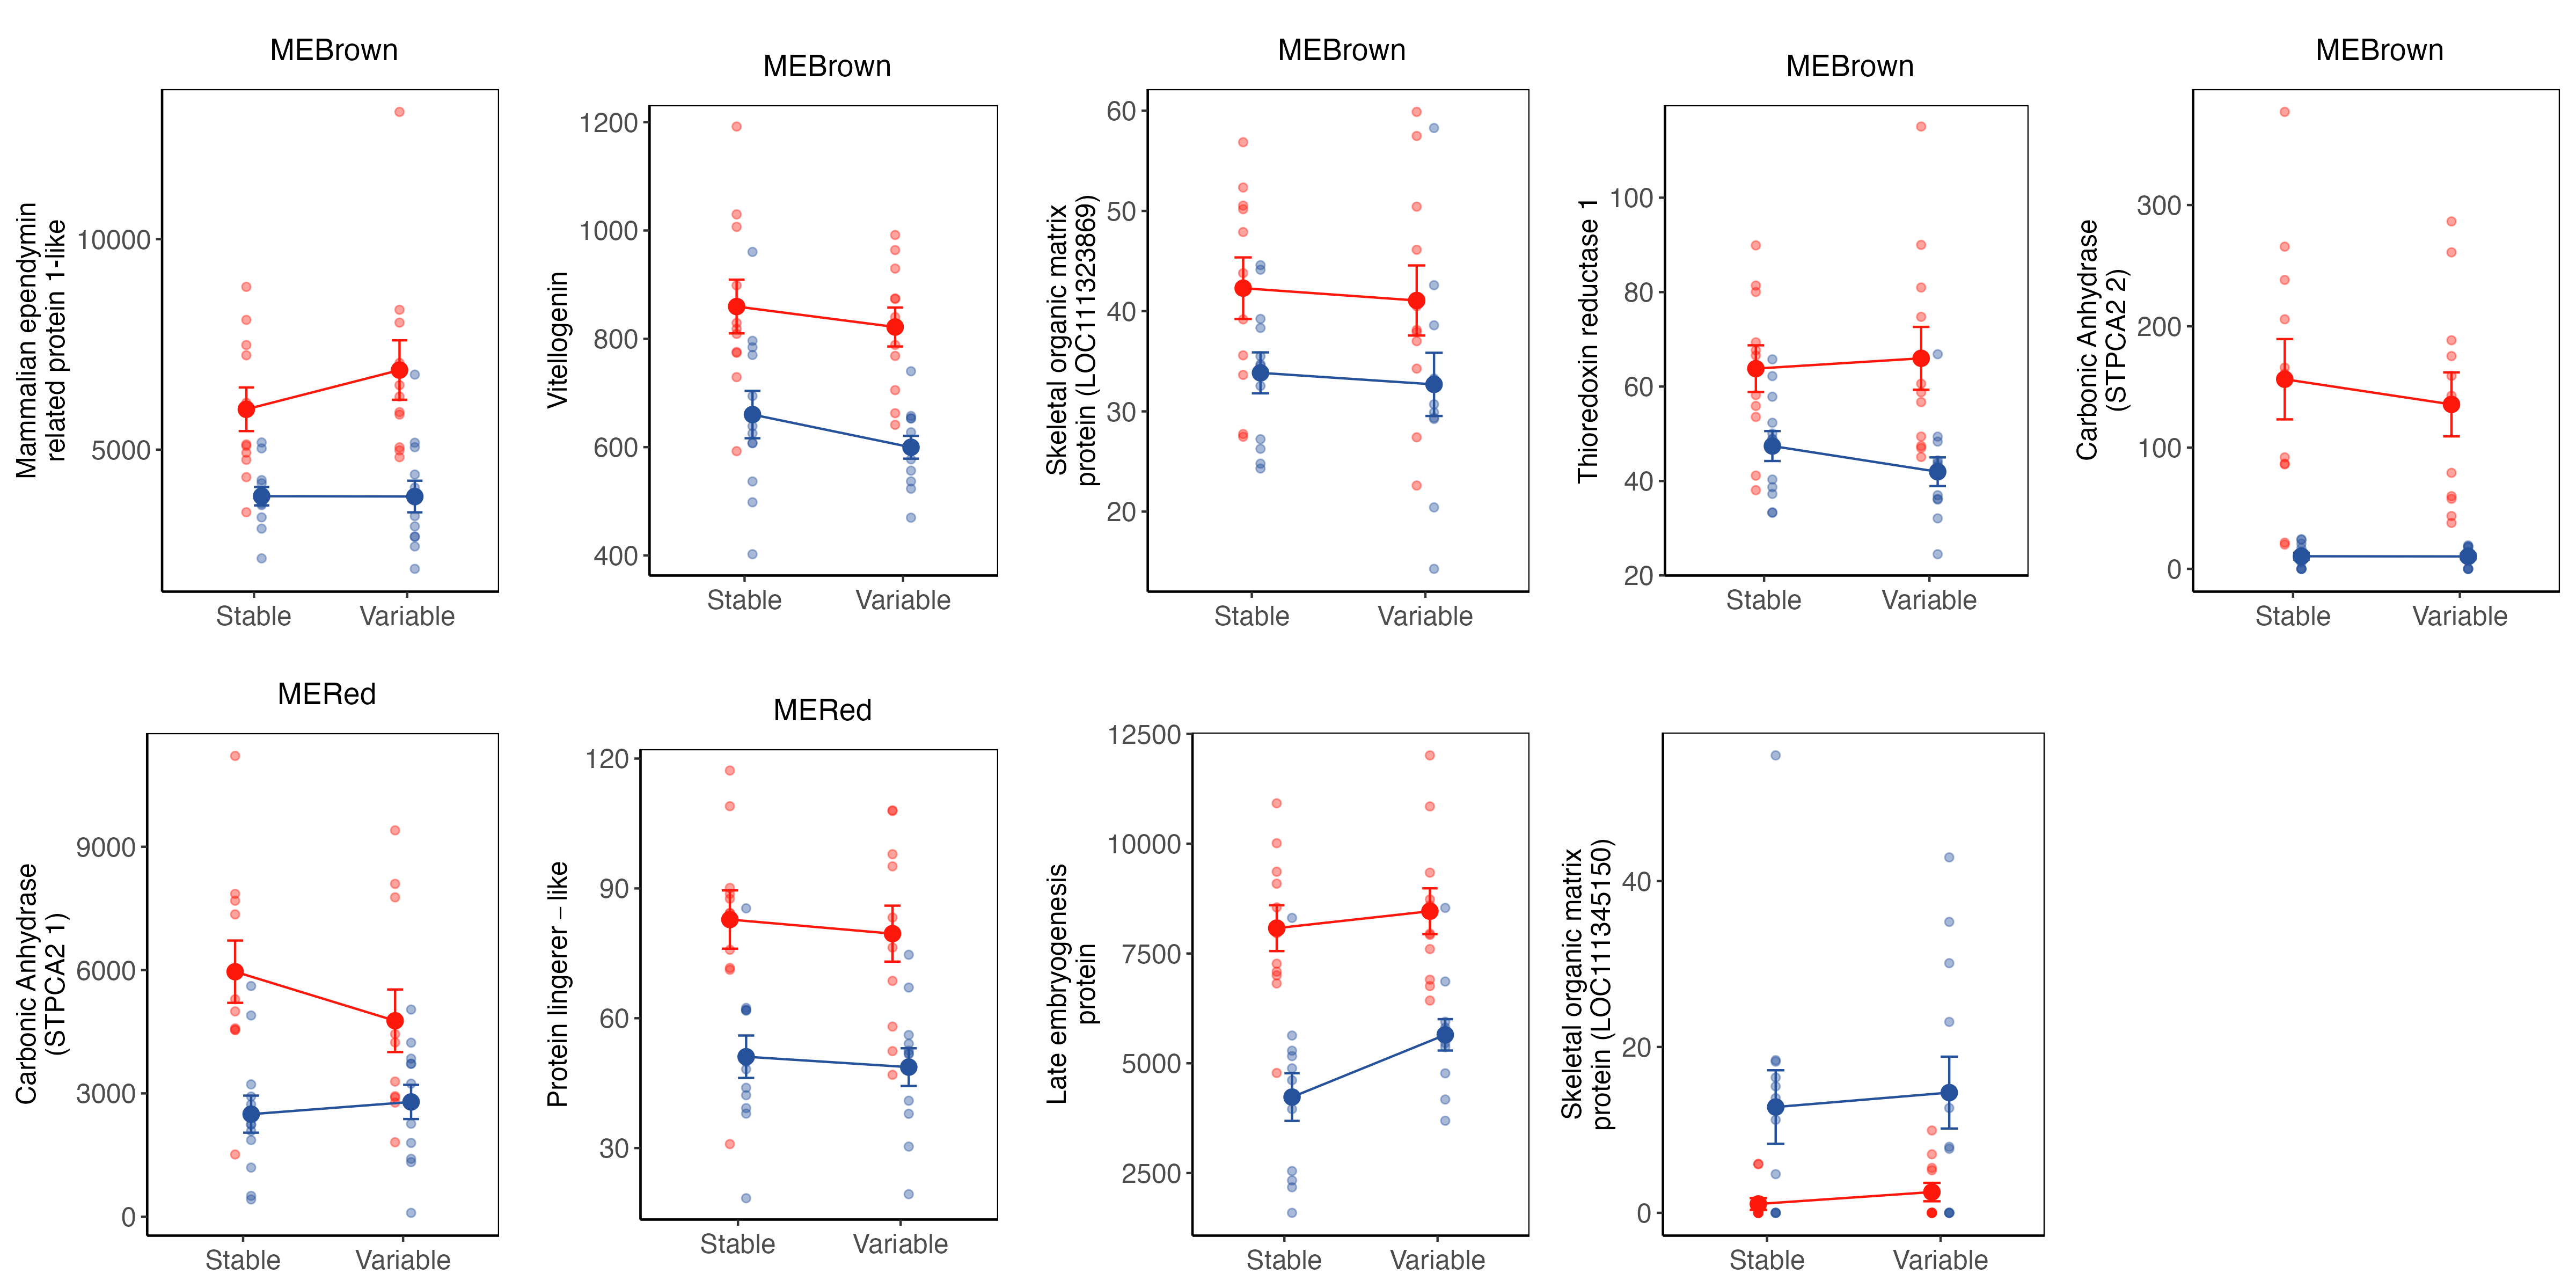 MEBrown
Mammalian ependymin
related protein 1-like
10000
5000
Stable Variable
MEBrown
Vitellogenin
1200
1000
800
600
400
Stable Variable
MEBrown
Skeletal organic matrix
protein (LOC111323869)
60
50
40
30
20
Stable Variable
MEBrown
Thioredoxin reductase 1
100
80
60
40
20
Stable Variable
MEBrown
Carbonic Anhydrase
(STPCA2 2)
300
200
100
0
Stable Variable
MERed
Carbonic Anhydrase
(STPCA2 1)
9000
6000
3000
0
Stable Variable
MERed
Protein lingerer – like
120
90
60
30
Stable Variable
Late embryogenesis
protein
12500
10000
7500
5000
2500
Stable Variable
Skeletal organic matrix
protein (LOC111345150)
40
20
0
Stable Variable